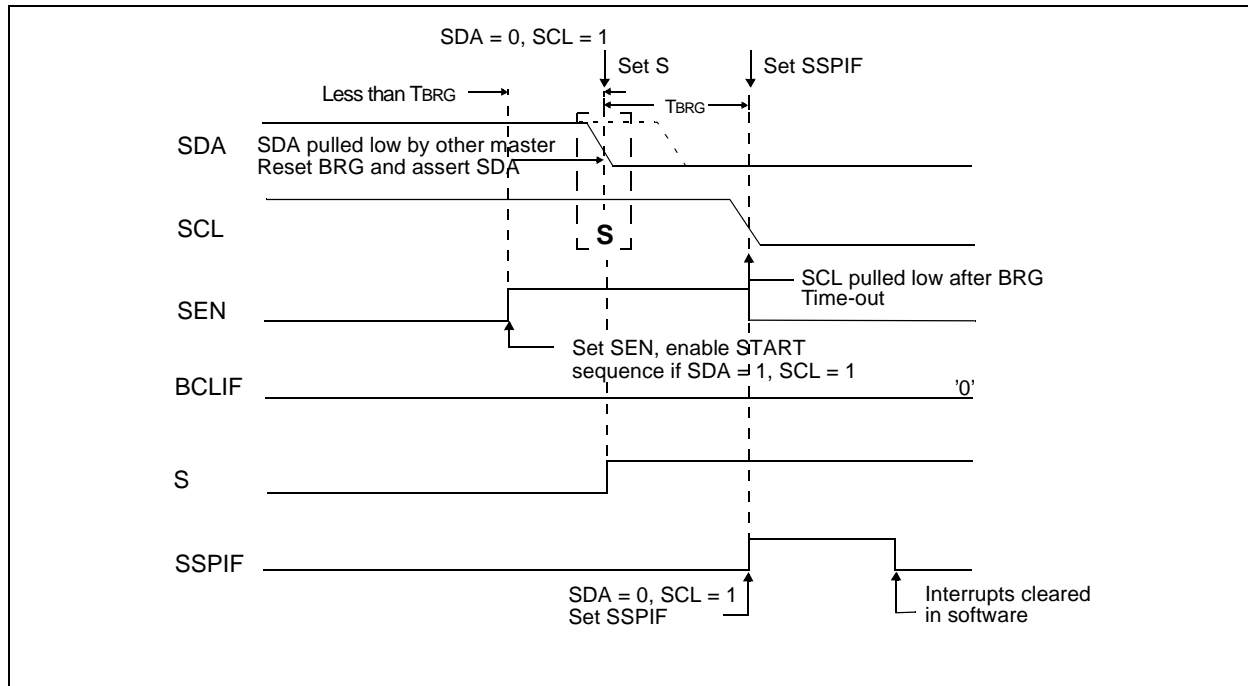 SDA = 0, SCL = 1
Set S
Set SSPIF
Less than TBRG
TBRG
SDA
SDA pulled low by other master
Reset BRG and assert SDA
SCL
S
SCL pulled low after BRG
Time-out
SEN
Set SEN, enable START
sequence if SDA = 1, SCL = 1
BCLIF
'0'
S
SSPIF
SDA = 0, SCL = 1
Set SSPIF
Interrupts cleared
in software